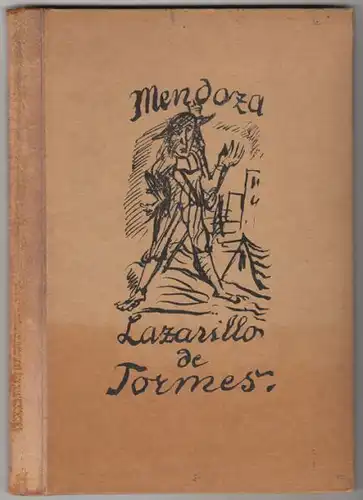 Mendoza
Lazarillo
de
Tormes.